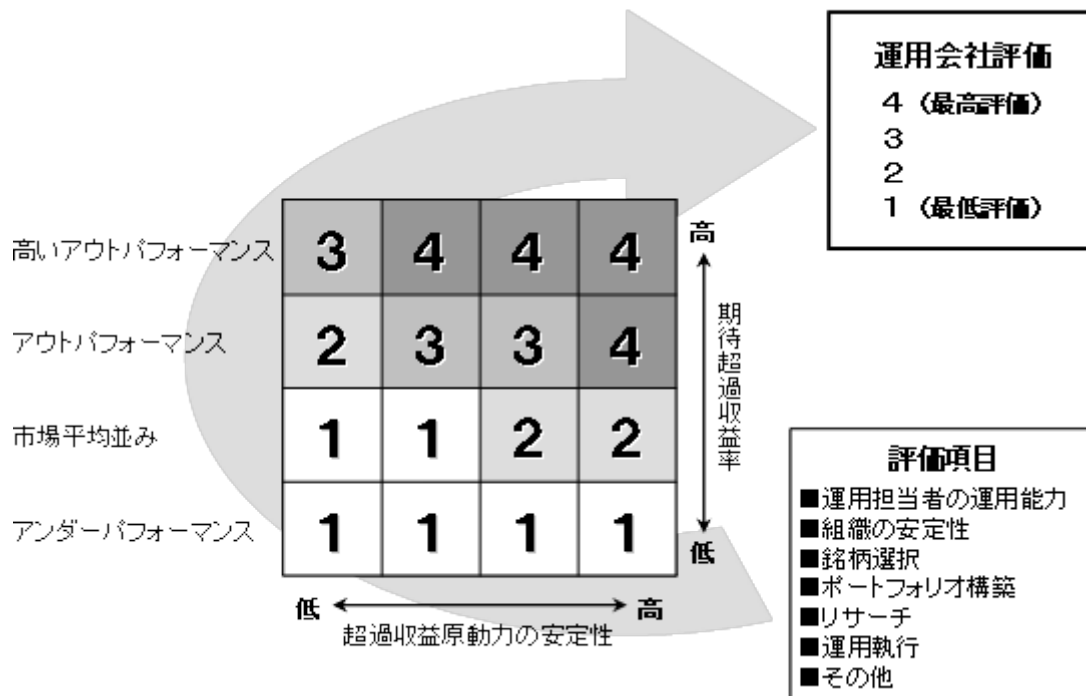 運用会社評価
4 (最高評価)
3
2
1 (最低評価)
高
高いアウトパフォーマンス 3 4 4 4
アウトパフォーマンス 2 3 3 4
期待超過収益率
市場平均並み 1 1 2 2
アンダーパフォーマンス 1 1 1 1
低
低 高
超過収益原動力の安定性
評価項目
■運用担当者の運用能力
■組織の安定性
■銘柄選択
■ポートフォリオ構築
■リサーチ
■運用執行
■その他